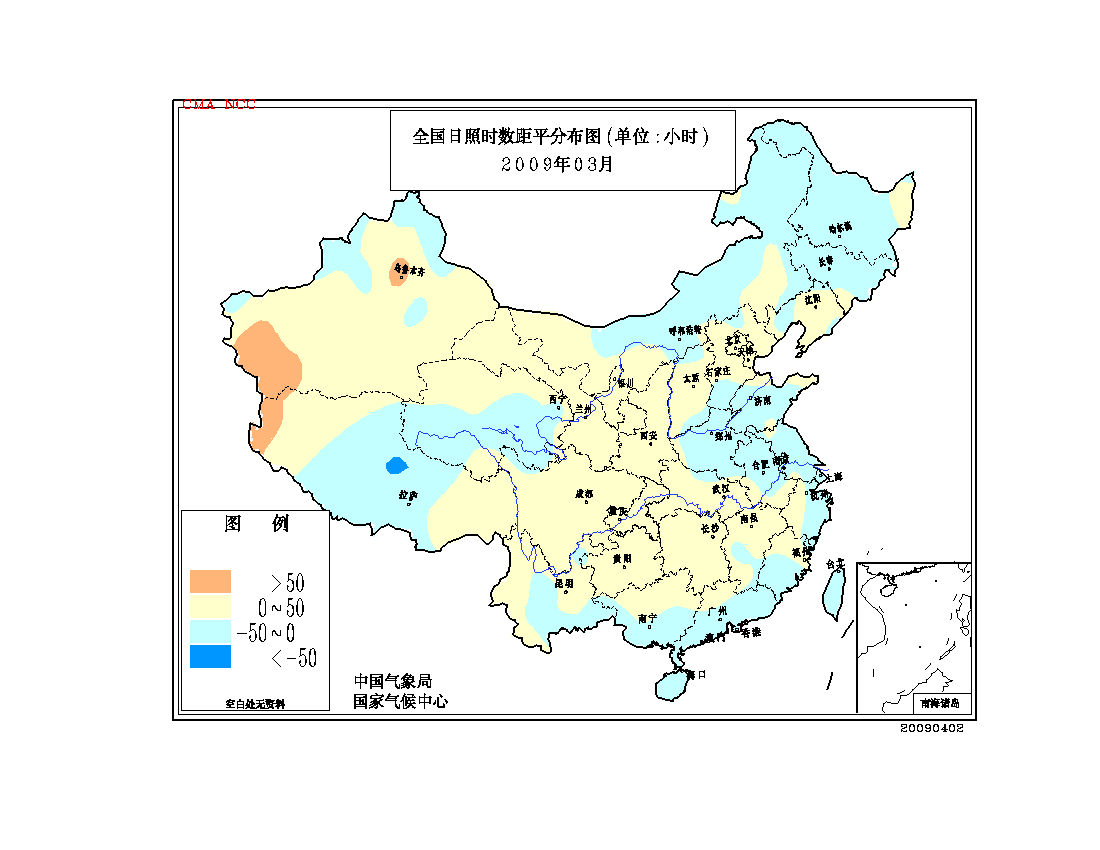 CMA NCC
全国日照时数距平分布图(单位:小时)
2009年03月
哈尔滨
长春
乌鲁木齐
沈阳
呼和浩特
北京
天津
银川
太原
石家庄
西宁
济南
兰州
西安
郑州
合肥
南京
上海
拉萨
成都
武汉
杭州
重庆
长沙
南昌
贵阳
福州
台北
昆明
南宁
广州
澳门
香港
海口
图 例
>50
0~50
-50~0
<-50
空白处无资料
中国气象局
国家气候中心
南海诸岛
20090402